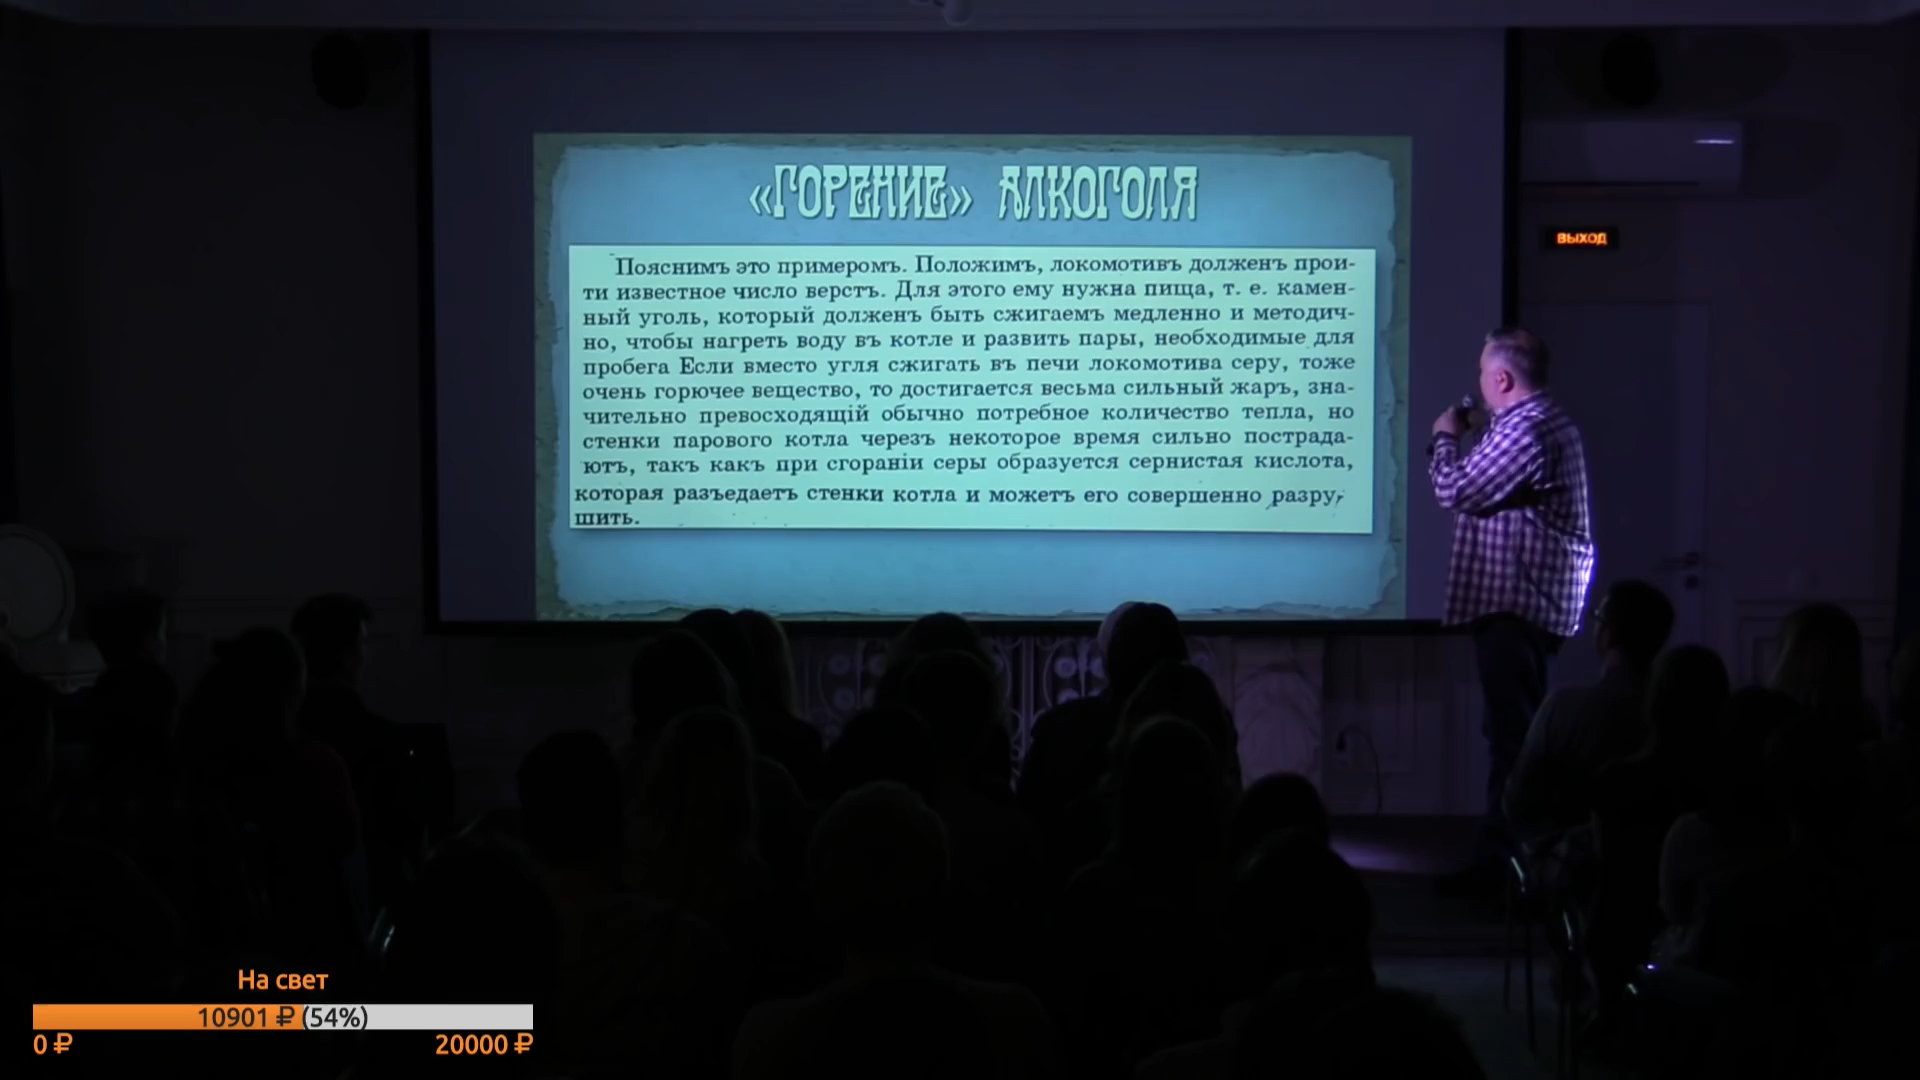 «ГОРЕНИЕ» АЛКОГОЛЯ
Пояснимъ это примеромъ. Положимъ, локомотивъ долженъ прой-
ти известное число верстъ. Для этого ему нужна пища, т. е. камен-
ный уголь, который долженъ быть сжигаемъ медленно и методич-
но, чтобы нагреть воду въ котле и развить пары, необходимые для
пробега Если вместо угля сжигать въ печи локомотива серу, тоже
очень горючее вещество, то достигается весьма сильный жаръ, зна-
чительно превосходящій обычно потребное количество тепла, но
стенки парового котла черезъ некоторое время сильно пострада-
ютъ, такъ какъ при сгораніи серы образуется сернистая кислота,
которая разъедаетъ стенки котла и можетъ его совершенно разру-
шить.
ВЫХОД
На свет
10901 ₽ (54%)
0 ₽ 20000 ₽